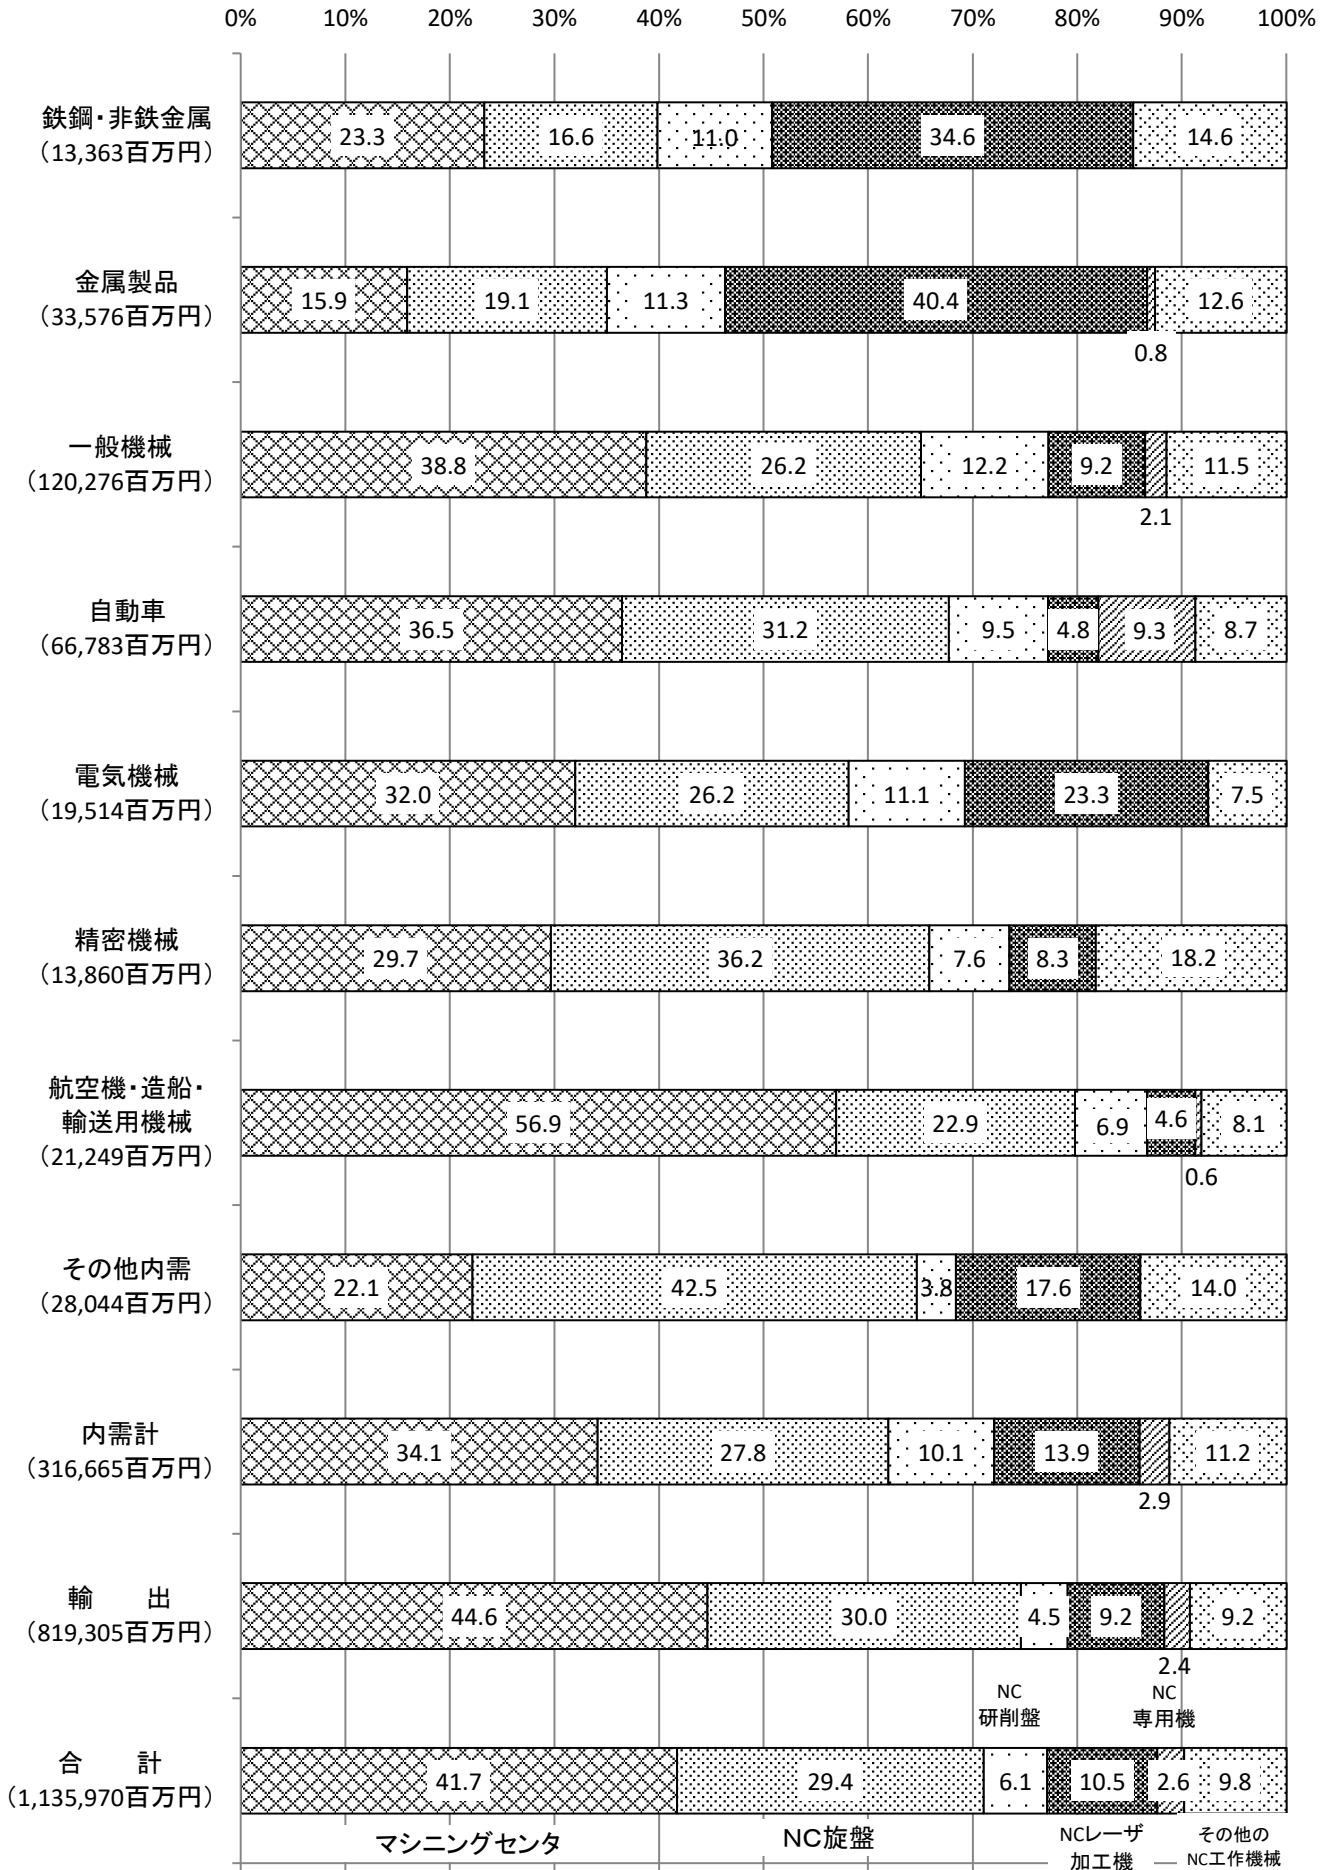 0% 10% 20% 30% 40% 50% 60% 70% 80% 90% 100%
鉄鋼・非鉄金属
(13,363百万円)
23.3 16.6 11.0 34.6 14.6
金属製品
(33,576百万円)
15.9 19.1 11.3 40.4 12.6
0.8
一般機械
(120,276百万円)
38.8 26.2 12.2 9.2 11.5
2.1
自動車
(66,783百万円)
36.5 31.2 9.5 4.8 9.3 8.7
電気機械
(19,514百万円)
32.0 26.2 11.1 23.3 7.5
精密機械
(13,860百万円)
29.7 36.2 7.6 8.3 18.2
航空機・造船・
輸送用機械
(21,249百万円)
56.9 22.9 6.9 4.6 8.1
0.6
その他内需
(28,044百万円)
22.1 42.5 3.8 17.6 14.0
内需計
(316,665百万円)
34.1 27.8 10.1 13.9 11.2
2.9
輸　出
(819,305百万円)
44.6 30.0 4.5 9.2 9.2
2.4
NC
研削盤
NC
専用機
合　計
(1,135,970百万円)
41.7 29.4 6.1 10.5 2.6 9.8
マシニングセンタ
NC旋盤
NCレーザ
加工機
その他の
NC工作機械